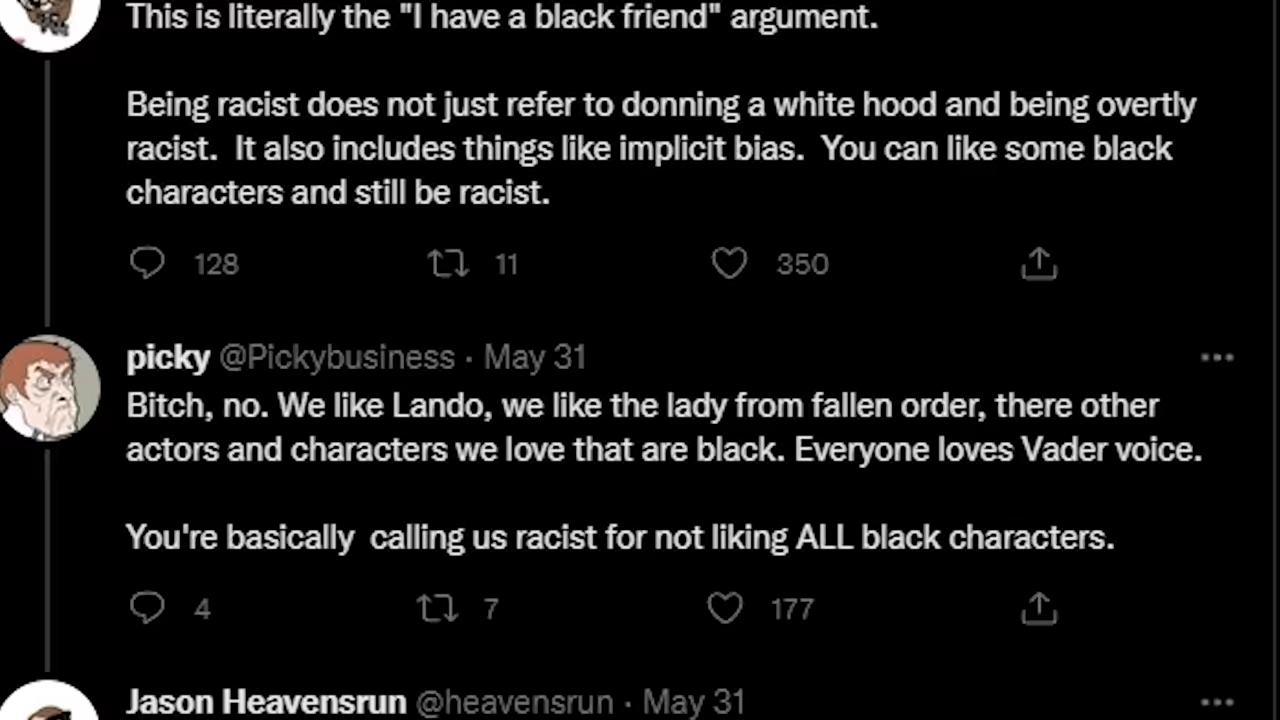 This is literally the "I have a black friend" argument.
Being racist does not just refer to donning a white hood and being overtly
racist.  It also includes things like implicit bias.  You can like some black
characters and still be racist.
128 11 350
picky @Pickybusiness · May 31
Bitch, no. We like Lando, we like the lady from fallen order, there other
actors and characters we love that are black. Everyone loves Vader voice.
You're basically  calling us racist for not liking ALL black characters.
4 7 177
Jason Heavensrun @heavensrun · May 31